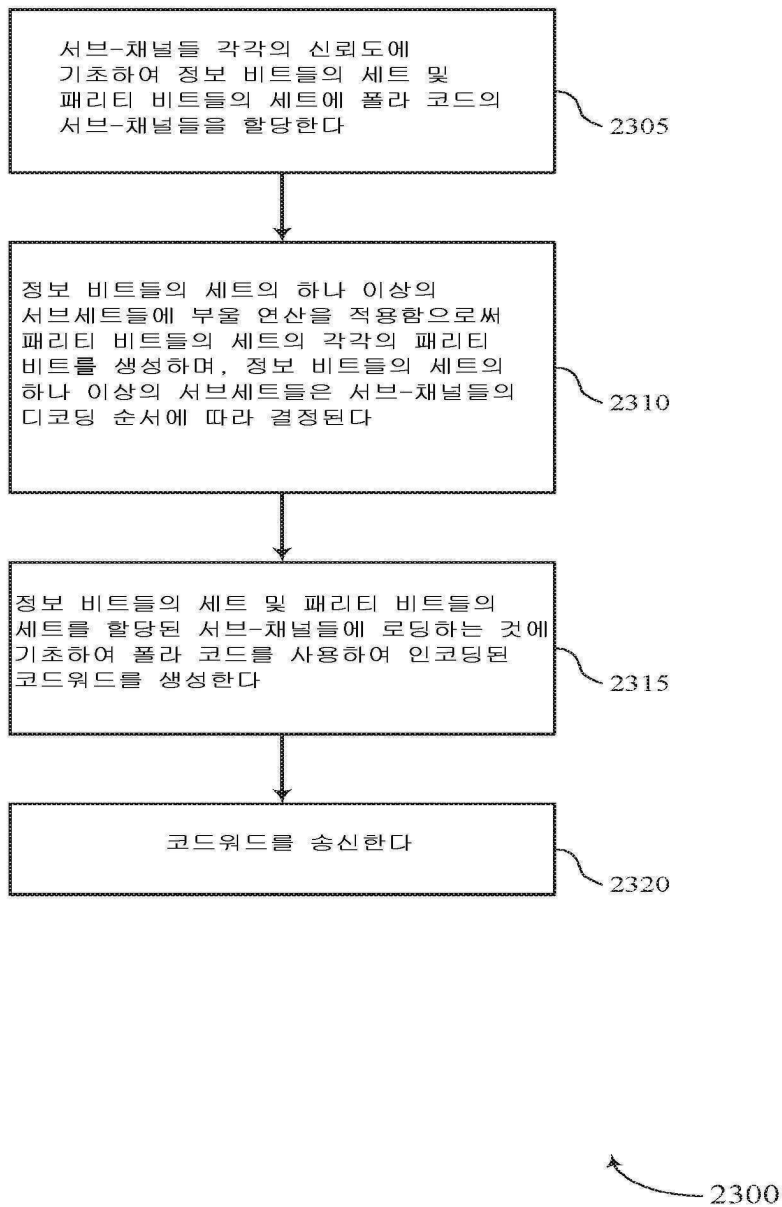 서브-채널들 각각의 신뢰도에
기초하여 정보 비트들의 세트 및
패리티 비트들의 세트에 폴라 코드의
서브-채널들을 할당한다
2305
정보 비트들의 세트의 하나 이상의
서브세트들에 부울 연산을 적용함으로써
패리티 비트들의 세트의 각각의 패리티
비트를 생성하며, 정보 비트들의 세트의
하나 이상의 서브세트들은 서브-채널들의
디코딩 순서에 따라 결정된다
2310
정보 비트들의 세트 및 패리티 비트들의
세트를 할당된 서브-채널들에 로딩하는 것에
기초하여 폴라 코드를 사용하여 인코딩된
코드워드를 생성한다
2315
코드워드를 송신한다
2320
2300